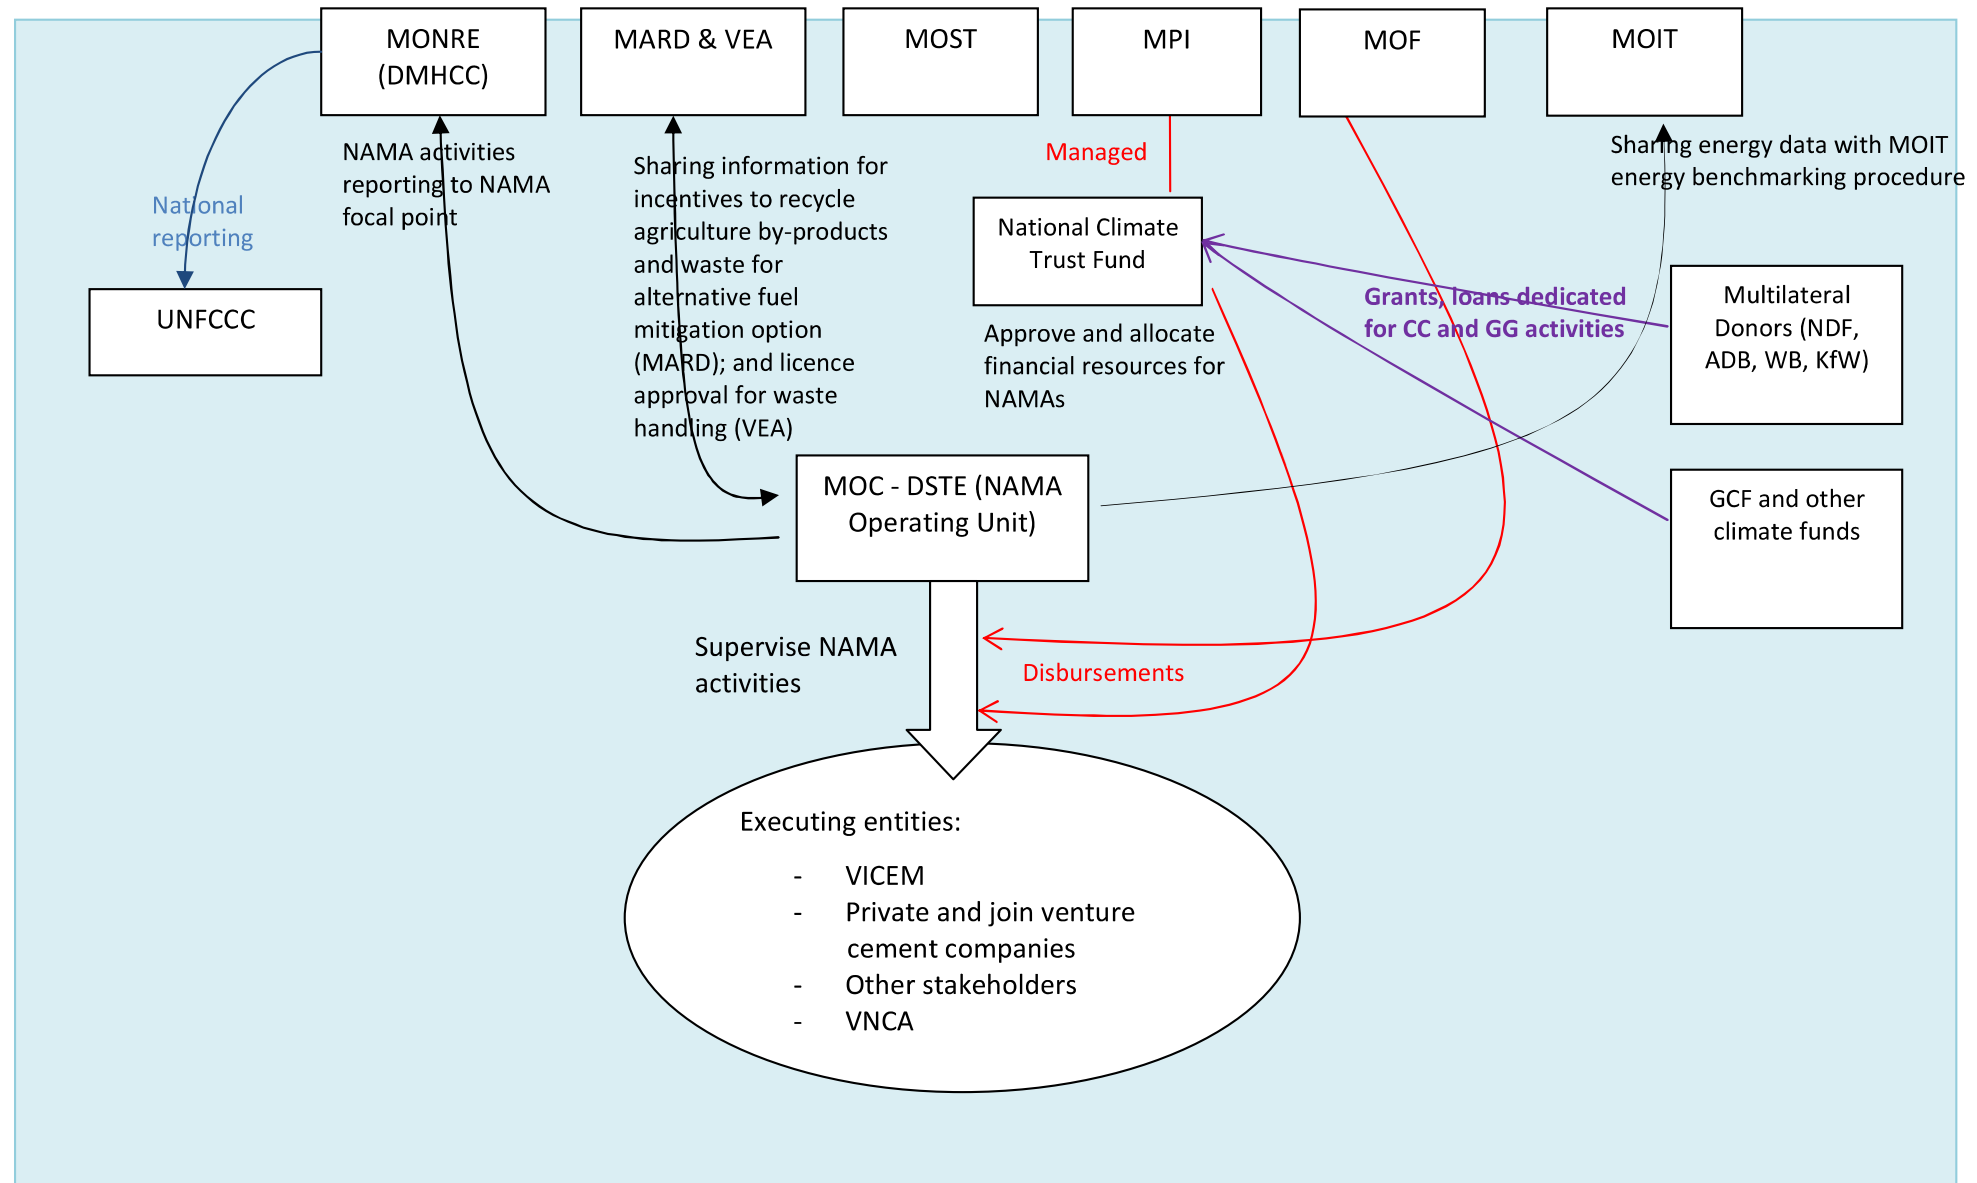 MONRE
(DMHCC)
MARD & VEA
MOST
MPI
MOF
MOIT
NAMA activities
reporting to NAMA
focal point
National
reporting
UNFCCC
Sharing information for
incentives to recycle
agriculture by-products
and waste for
alternative fuel
mitigation option
(MARD); and licence
approval for waste
handling (VEA)
Managed
National Climate
Trust Fund
Approve and allocate
financial resources for
NAMAs
Sharing energy data with MOIT
energy benchmarking procedure
Grants, loans dedicated
for CC and GG activities
Multilateral
Donors (NDF,
ADB, WB, KfW)
GCF and other
climate funds
MOC - DSTE (NAMA
Operating Unit)
Supervise NAMA
activities
Disbursements
Executing entities:
- VICEM
- Private and join venture
cement companies
- Other stakeholders
- VNCA